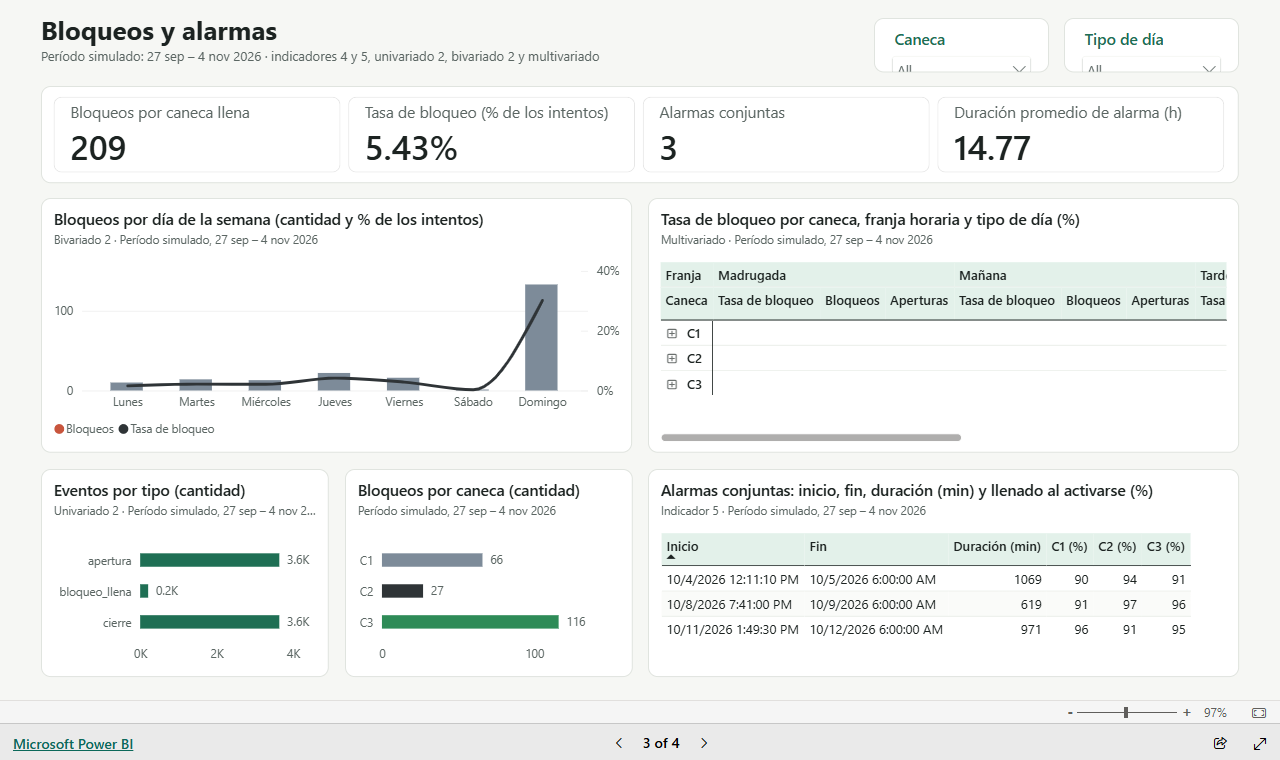 Bloqueos y alarmas
Período simulado: 27 sep – 4 nov 2026 · indicadores 4 y 5, univariado 2, bivariado 2 y multivariado
Caneca
All
Tipo de día
All
Bloqueos por caneca llena
209
Tasa de bloqueo (% de los intentos)
5.43%
Alarmas conjuntas
3
Duración promedio de alarma (h)
14.77
Bloqueos por día de la semana (cantidad y % de los intentos)
Bivariado 2 · Período simulado, 27 sep – 4 nov 2026
40%
100
20%
0
0%
Lunes Martes Miércoles Jueves Viernes Sábado Domingo
Bloqueos Tasa de bloqueo
Tasa de bloqueo por caneca, franja horaria y tipo de día (%)
Multivariado · Período simulado, 27 sep – 4 nov 2026
Franja Madrugada Mañana Tard
Caneca Tasa de bloqueo Bloqueos Aperturas Tasa de bloqueo Bloqueos Aperturas Tasa
C1
C2
C3
Eventos por tipo (cantidad)
Univariado 2 · Período simulado, 27 sep – 4 nov 2...
apertura 3.6K
bloqueo_llena 0.2K
cierre 3.6K
0K 2K 4K
Bloqueos por caneca (cantidad)
Período simulado, 27 sep – 4 nov 2026
C1 66
C2 27
C3 116
0 100
Alarmas conjuntas: inicio, fin, duración (min) y llenado al activarse (%)
Indicador 5 · Período simulado, 27 sep – 4 nov 2026
Inicio Fin Duración (min) C1 (%) C2 (%) C3 (%)
10/4/2026 12:11:10 PM 10/5/2026 6:00:00 AM 1069 90 94 91
10/8/2026 7:41:00 PM 10/9/2026 6:00:00 AM 619 91 97 96
10/11/2026 1:49:30 PM 10/12/2026 6:00:00 AM 971 96 91 95
- + 97%
Microsoft Power BI
3 of 4